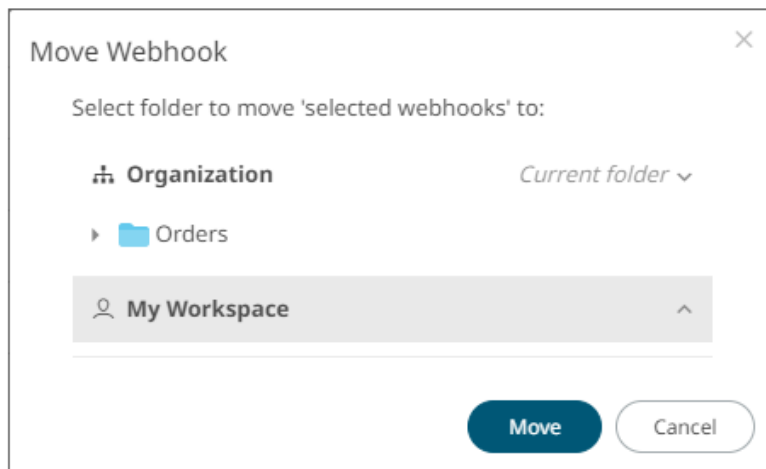 Move Webhook
Select folder to move 'selected webhooks' to:
Organization Current folder
Orders
My Workspace
Move Cancel